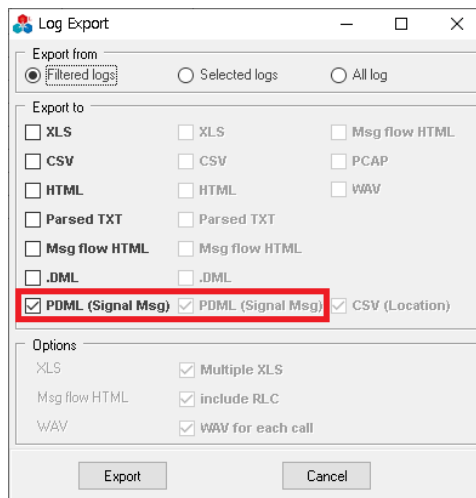 Log Export
Export from
Filtered logs Selected logs All log
Export to
XLS XLS Msg flow HTML
CSV CSV PCAP
HTML HTML WAV
Parsed TXT Parsed TXT
Msg flow HTML Msg flow HTML
.DML .DML
PDML (Signal Msg) PDML (Signal Msg) CSV (Location)
Options
XLS Multiple XLS
Msg flow HTML include RLC
WAV WAV for each call
Export Cancel